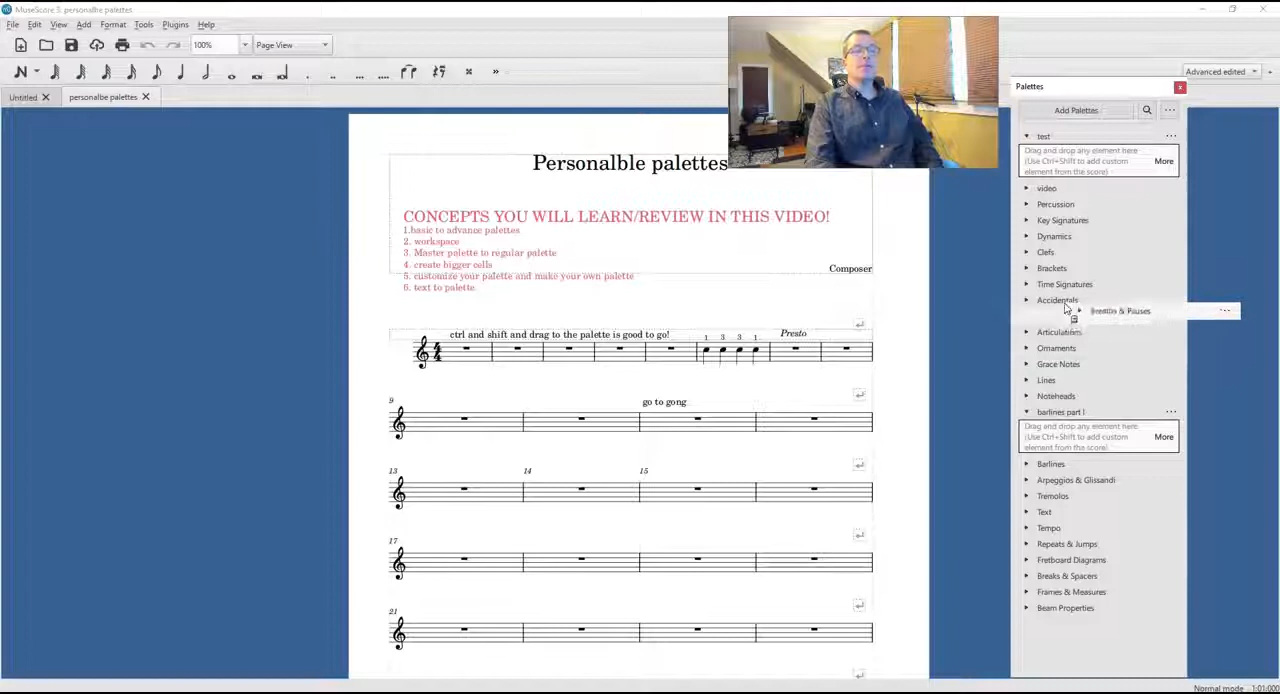 MuseScore 3: personalbe palettes
File Edit View Add Format Tools Plugins Help
100% Page View
Advanced edited
Untitled personalbe palettes
Personalble palettes
CONCEPTS YOU WILL LEARN/REVIEW IN THIS VIDEO!
1.basic to advance palettes
2. workspace
3. Master palette to regular palette
4. create bigger cells
5. customize your palette and make your own palette
6. text to palette
Composer
ctrl and shift and drag to the palette is good to go!
1 3 3 1
Presto
9
go to gong
13 14 15
17
21
Palettes
Add Palettes
test
Drag and drop any element here
(Use Ctrl+Shift to add custom
element from the score)
More
video
Percussion
Key Signatures
Dynamics
Clefs
Brackets
Time Signatures
Accidentals
Breaths & Pauses
Articulations
Ornaments
Grace Notes
Lines
Noteheads
barlines part I
Drag and drop any element here
(Use Ctrl+Shift to add custom
element from the score)
More
Barlines
Arpeggios & Glissandi
Tremolos
Text
Tempo
Repeats & Jumps
Fretboard Diagrams
Breaks & Spacers
Frames & Measures
Beam Properties
Normal mode 1:01:000